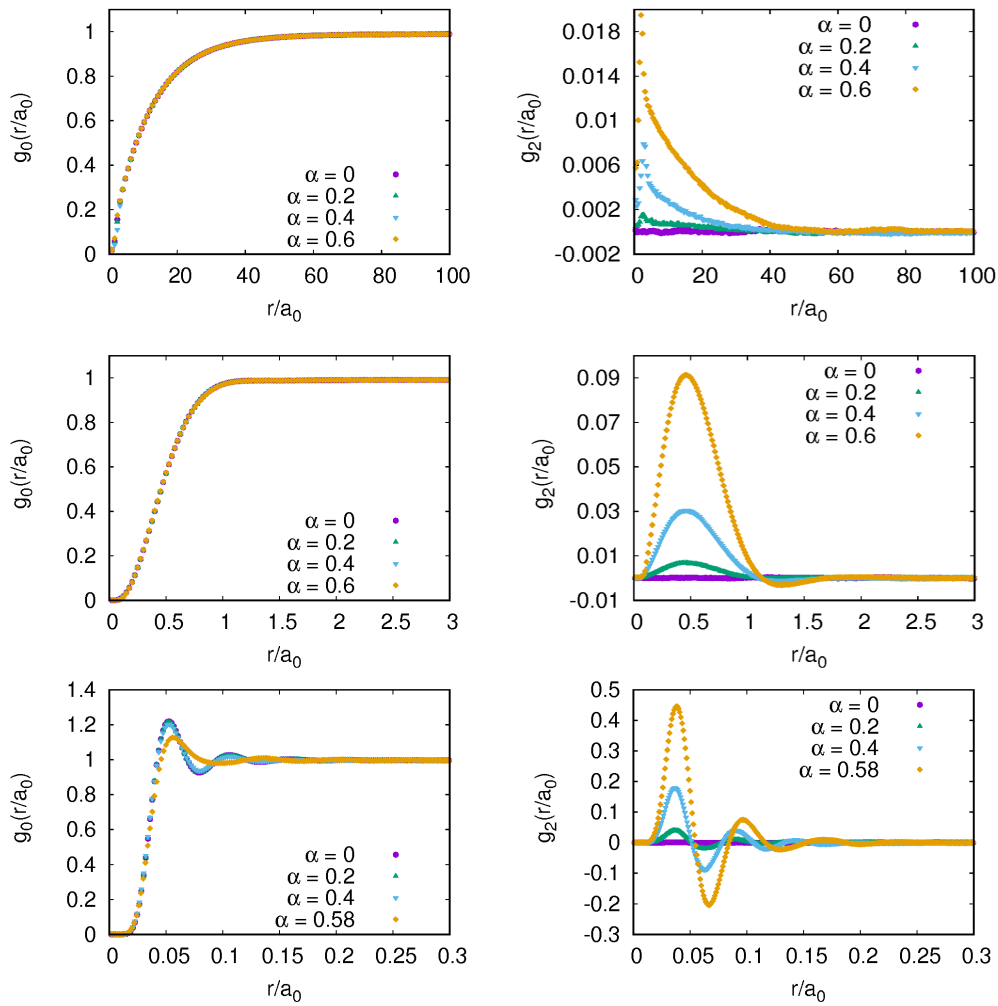 g0(r/a0)
1
0.8
0.6
0.4
0.2
0
α = 0
α = 0.2
α = 0.4
α = 0.6
0 20 40 60 80 100
r/a0
g2(r/a0)
0.018
0.014
0.01
0.006
0.002
-0.002
α = 0
α = 0.2
α = 0.4
α = 0.6
0 20 40 60 80 100
r/a0
g0(r/a0)
1
0.8
0.6
0.4
0.2
0
α = 0
α = 0.2
α = 0.4
α = 0.6
0 0.5 1 1.5 2 2.5 3
r/a0
g2(r/a0)
0.09
0.07
0.05
0.03
0.01
-0.01
α = 0
α = 0.2
α = 0.4
α = 0.6
0 0.5 1 1.5 2 2.5 3
r/a0
g0(r/a0)
1.4
1.2
1
0.8
0.6
0.4
0.2
0
α = 0
α = 0.2
α = 0.4
α = 0.58
0 0.05 0.1 0.15 0.2 0.25 0.3
r/a0
g2(r/a0)
0.5
0.4
0.3
0.2
0.1
0
-0.1
-0.2
-0.3
α = 0
α = 0.2
α = 0.4
α = 0.58
0 0.05 0.1 0.15 0.2 0.25 0.3
r/a0